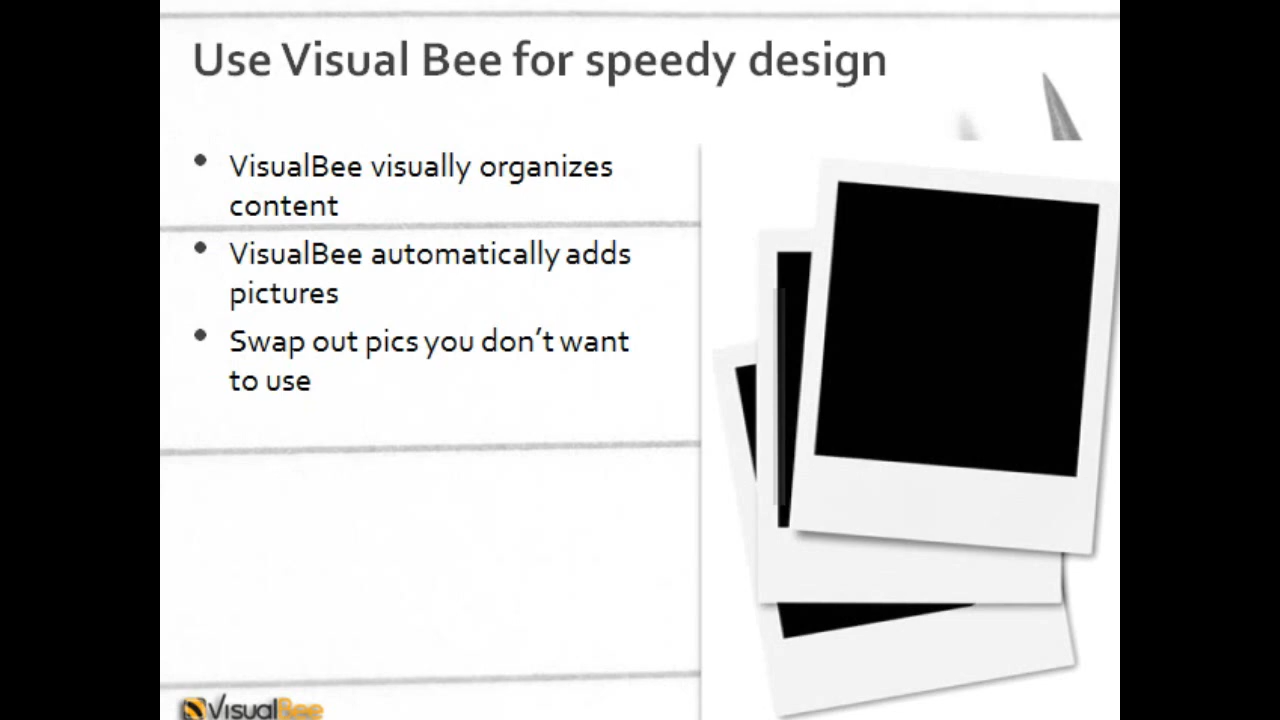 Use Visual Bee for speedy design
• VisualBee visually organizes
content
• VisualBee automatically adds
pictures
• Swap out pics you don’t want
to use
VisualBee